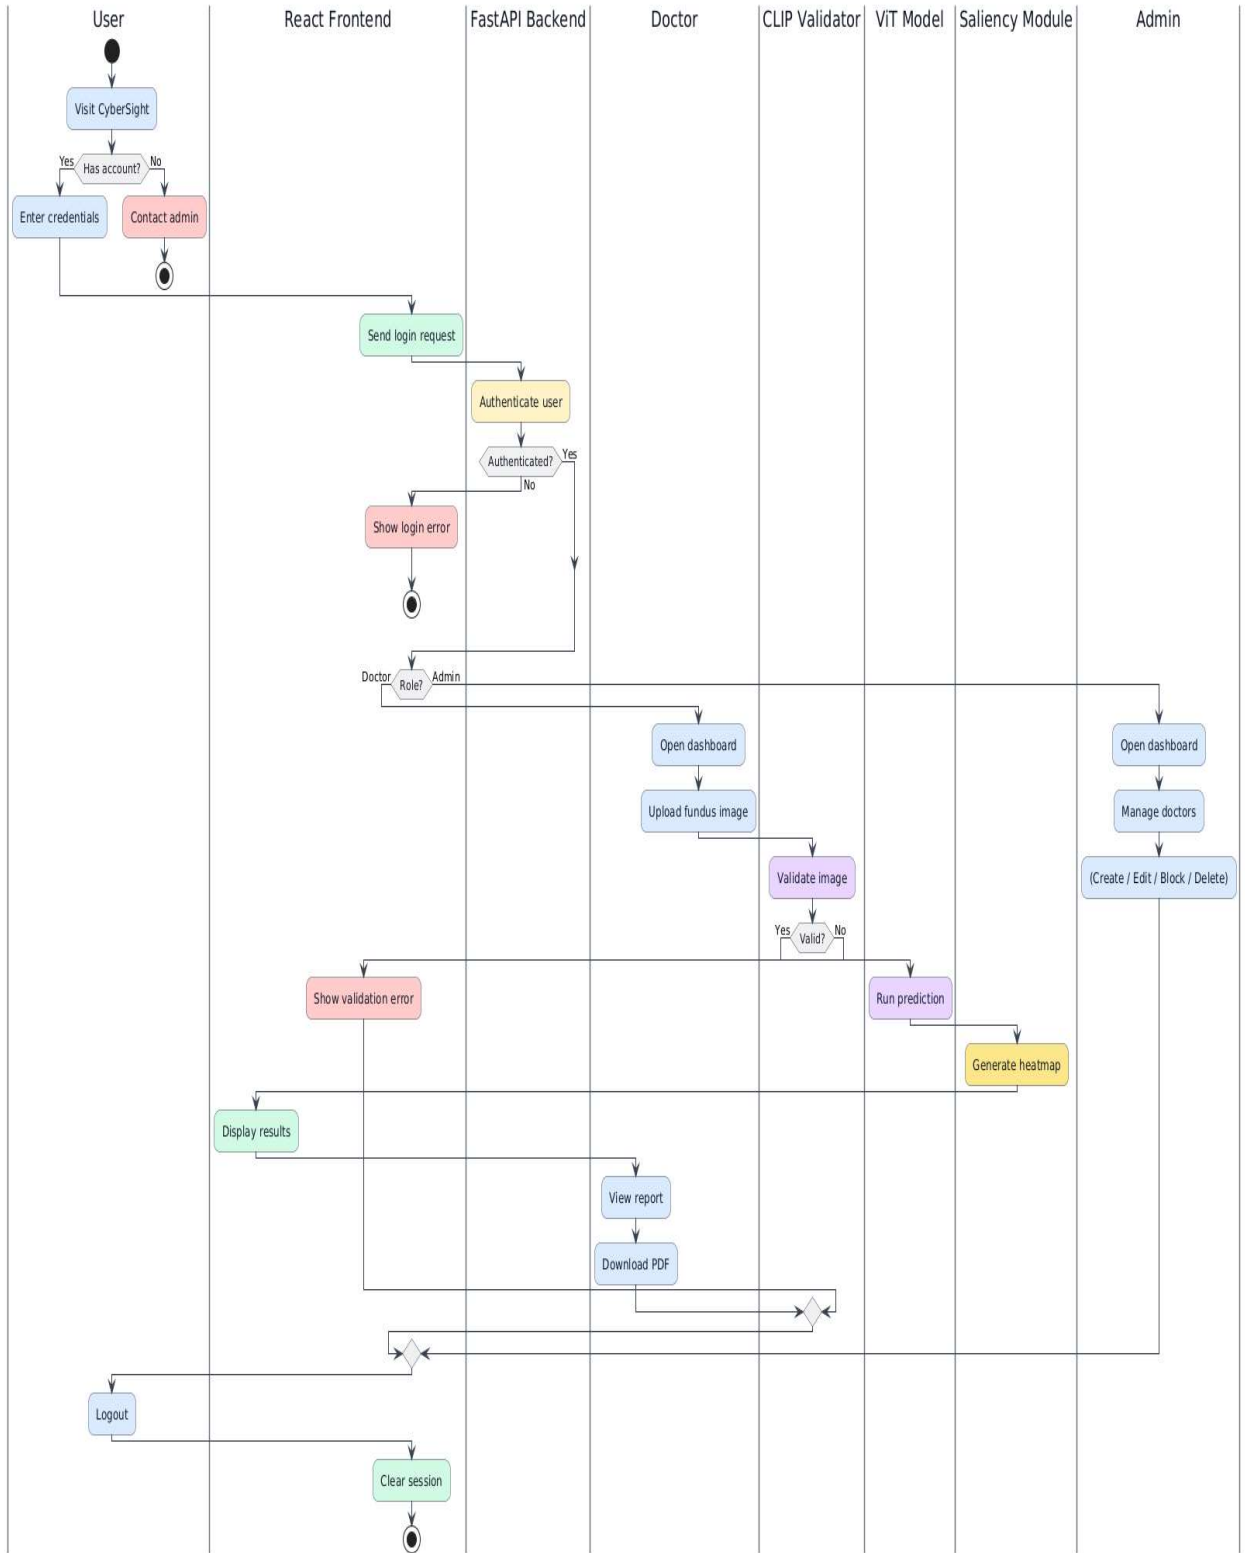 User
React Frontend
FastAPI Backend
Doctor
CLIP Validator
ViT Model
Saliency Module
Admin
Visit CyberSight
Has account?
Yes
No
Enter credentials
Contact admin
Send login request
Authenticate user
Authenticated?
Yes
No
Show login error
Doctor
Role?
Admin
Open dashboard
Open dashboard
Upload fundus image
Manage doctors
Validate image
(Create / Edit / Block / Delete)
Yes
Valid?
No
Show validation error
Run prediction
Generate heatmap
Display results
View report
Download PDF
Logout
Clear session